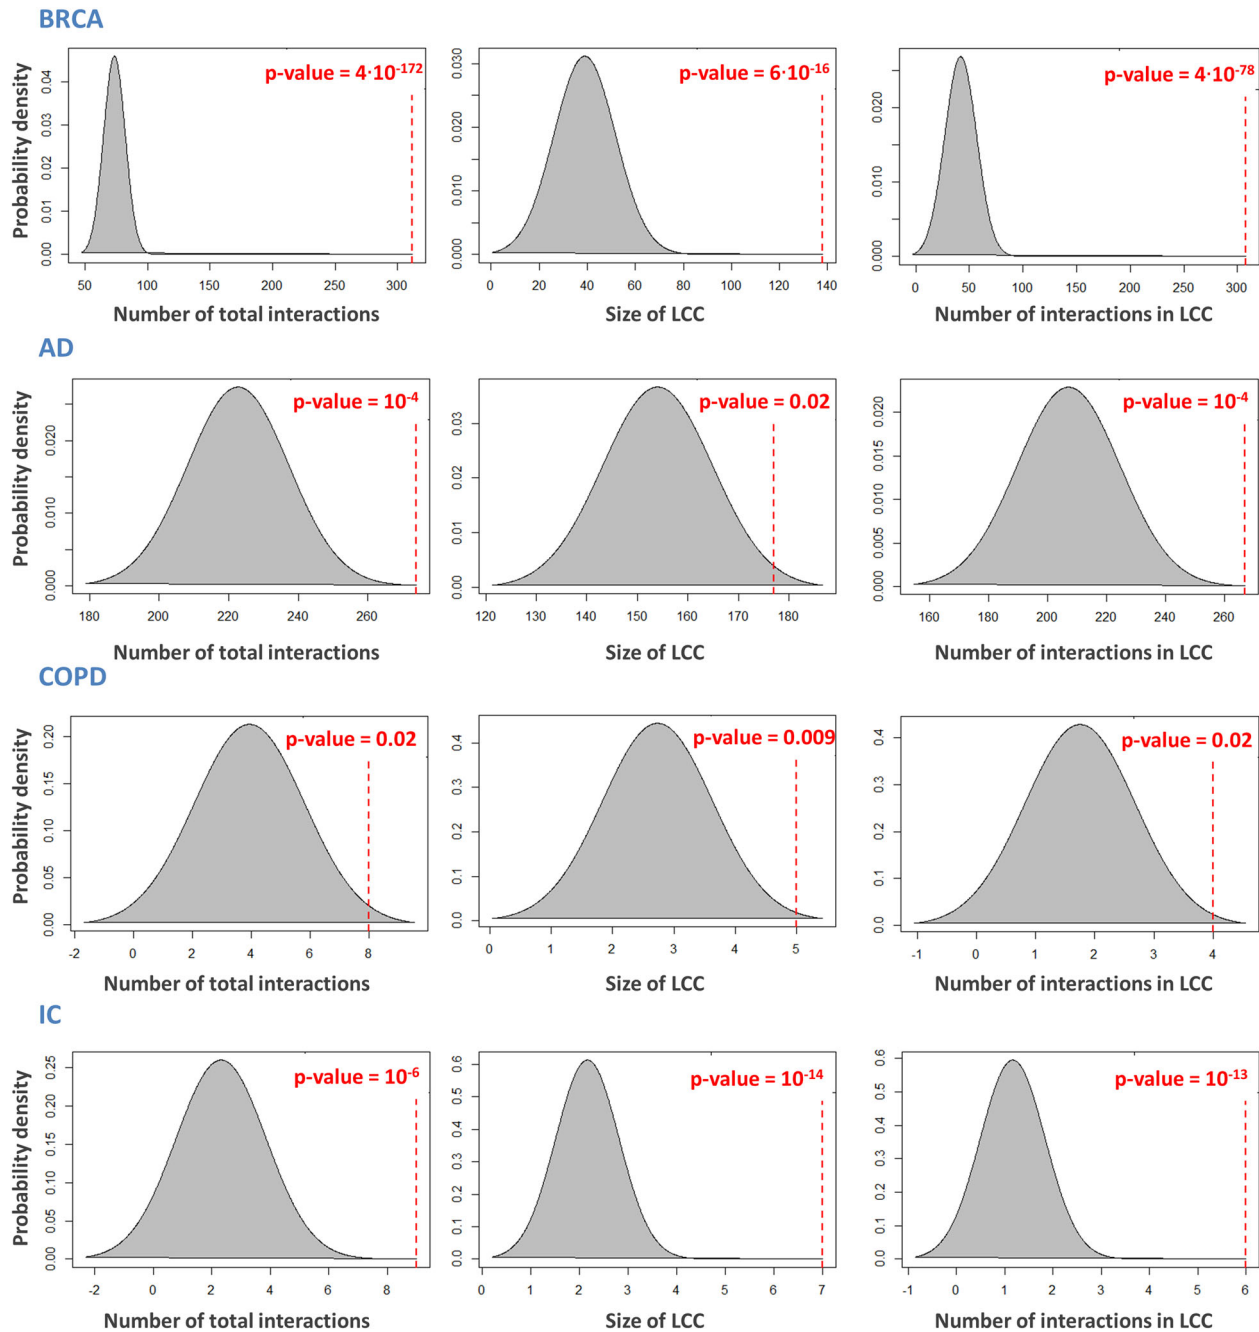 BRCA
Probability density
0.00 0.01 0.02 0.03 0.04
p-value = 4·10-172
50 100 150 200 250 300
Number of total interactions
0.000 0.010 0.020 0.030
p-value = 6·10-16
0 20 40 60 80 100 120 140
Size of LCC
0.000 0.010 0.020
p-value = 4·10-78
0 50 100 150 200 250 300
Number of interactions in LCC
AD
Probability density
0.000 0.010 0.020
p-value = 10-4
180 200 220 240 260
Number of total interactions
0.00 0.01 0.02 0.03
p-value = 0.02
120 130 140 150 160 170 180
Size of LCC
0.000 0.005 0.010 0.015 0.020
p-value = 10-4
160 180 200 220 240 260
Number of interactions in LCC
COPD
Probability density
0.00 0.05 0.10 0.15 0.20
p-value = 0.02
-2 0 2 4 6 8
Number of total interactions
0.0 0.1 0.2 0.3 0.4
p-value = 0.009
0 1 2 3 4 5
Size of LCC
0.0 0.1 0.2 0.3 0.4
p-value = 0.02
-1 0 1 2 3 4
Number of interactions in LCC
IC
Probability density
0.00 0.05 0.10 0.15 0.20 0.25
p-value = 10-6
-2 0 2 4 6 8
Number of total interactions
0.0 0.1 0.2 0.3 0.4 0.5 0.6
p-value = 10-14
0 1 2 3 4 5 6 7
Size of LCC
0.0 0.1 0.2 0.3 0.4 0.5 0.6
p-value = 10-13
-1 0 1 2 3 4 5 6
Number of interactions in LCC